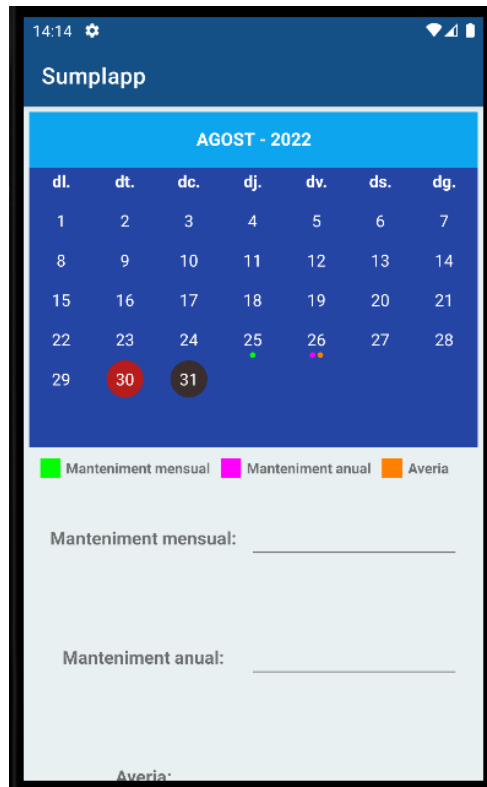 14:14
Sumplapp
AGOST - 2022
dl. dt. dc. dj. dv. ds. dg.
1 2 3 4 5 6 7
8 9 10 11 12 13 14
15 16 17 18 19 20 21
22 23 24 25 26 27 28
29 30 31
Manteniment mensual Manteniment anual Averia
Manteniment mensual:
Manteniment anual:
Averia: